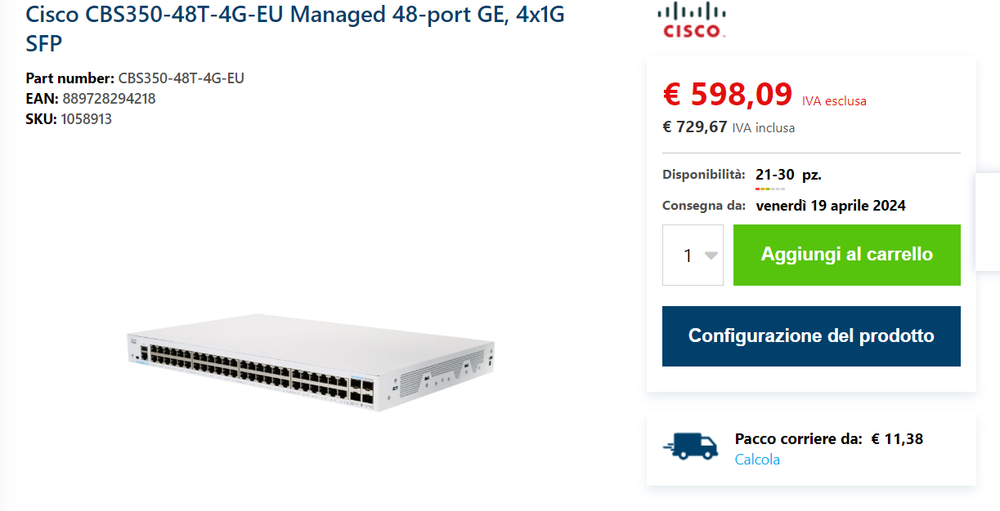 Cisco CBS350-48T-4G-EU Managed 48-port GE, 4x1G
SFP
Part number: CBS350-48T-4G-EU
EAN: 889728294218
SKU: 1058913
CISCO
€ 598,09 IVA esclusa
€ 729,67 IVA inclusa
Disponibilità: 21-30 pz.
Consegna da: venerdì 19 aprile 2024
1
Aggiungi al carrello
Configurazione del prodotto
Pacco corriere da: € 11,38
Calcola